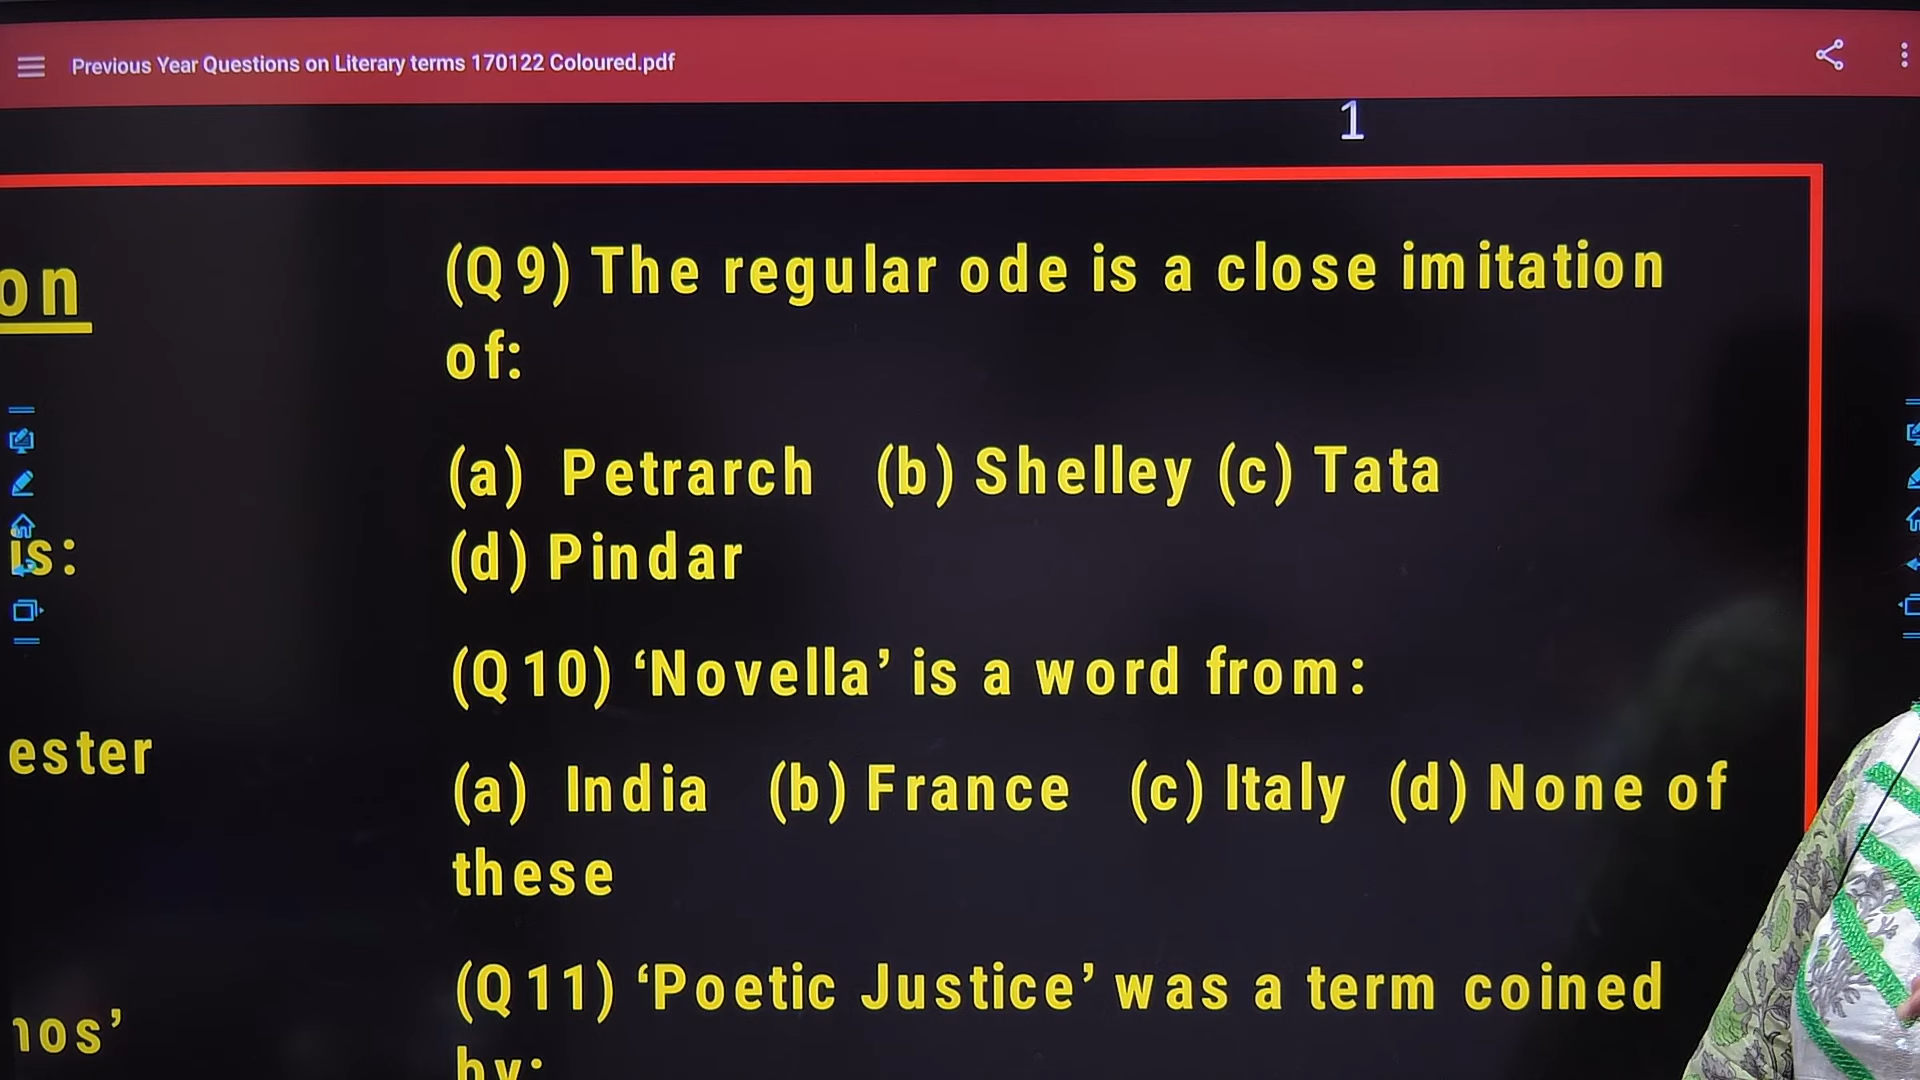 Previous Year Questions on Literary terms 170122 Coloured.pdf
1
on
is:
ester
(Q9) The regular ode is a close imitation
of:
(a) Petrarch (b) Shelley (c) Tata
(d) Pindar
(Q10) ‘Novella’ is a word from:
(a) India (b) France (c) Italy (d) None of
these
(Q11) ‘Poetic Justice’ was a term coined
by: